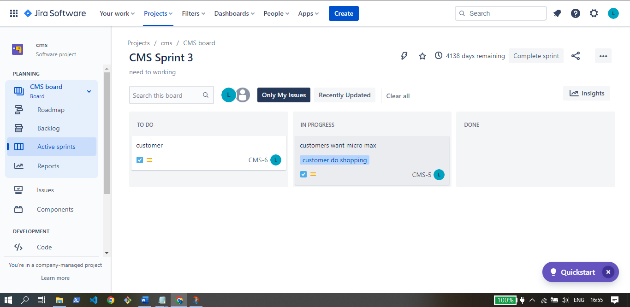 Jira Software
Your work Projects Filters Dashboards People Apps Create Search
cms
Software project
PLANNING
CMS board
Board
Roadmap
Backlog
Active sprints
Reports
Issues
Components
DEVELOPMENT
Code
You're in a company-managed project
Learn more
Projects / cms / CMS board
CMS Sprint 3
4138 days remaining Complete sprint
need to working
Search this board L Only My Issues Recently Updated Clear all Insights
TO DO IN PROGRESS DONE
customer
CMS-6 L
customers want micro max
customer do shopping
CMS-5 L
Quickstart
100% ENG 16:55